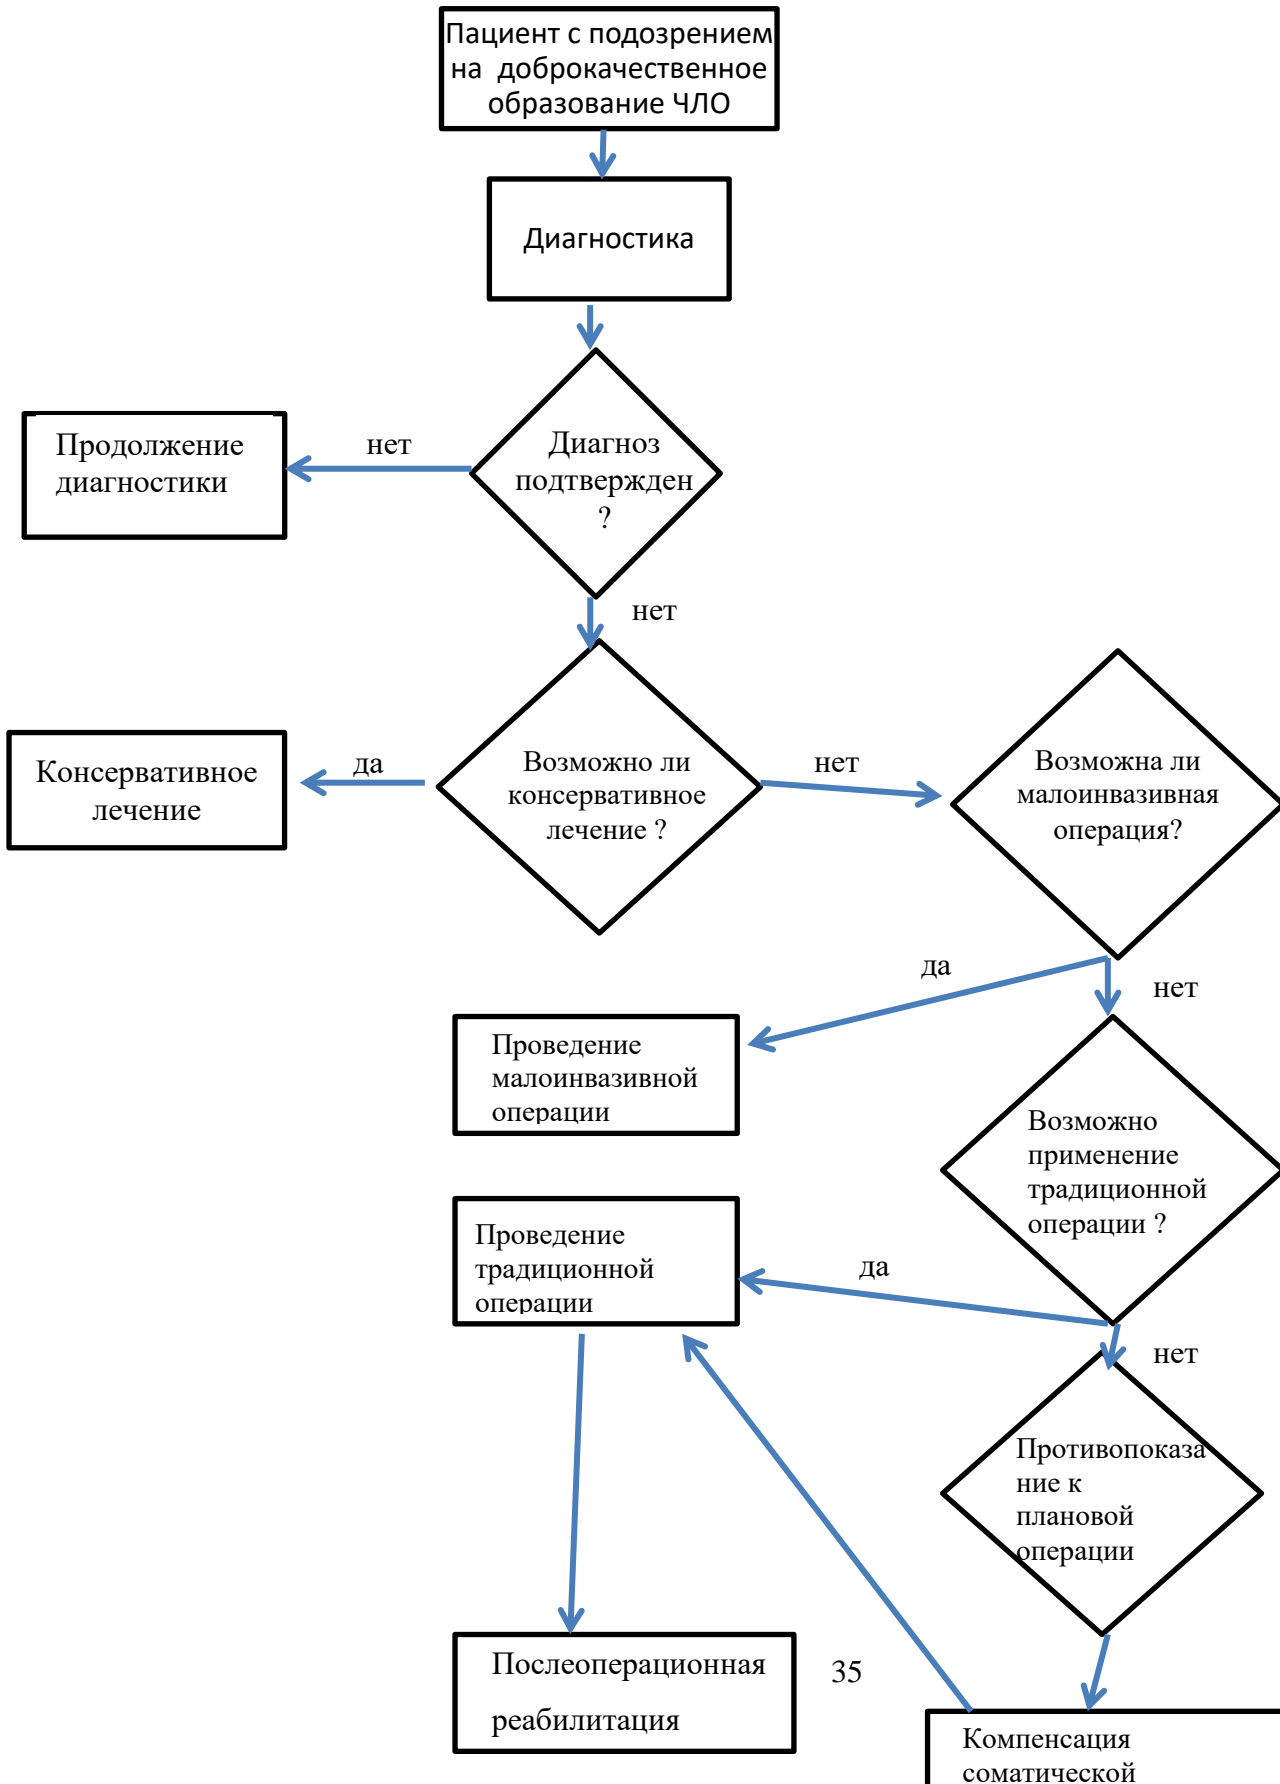 Пациент с подозрением
на доброкачественное
образование ЧЛО
Диагностика
Диагноз
подтвержден
?
нет
Продолжение
диагностики
нет
Возможно ли
консервативное
лечение ?
да
Консервативное
лечение
нет
Возможна ли
малоинвазивная
операция?
да
нет
Проведение
малоинвазивной
операции
Возможно
применение
традиционной
операции ?
да
Проведение
традиционной
операции
нет
Противопоказа
ние к
плановой
операции
Послеоперационная
реабилитация
35
Компенсация
соматической